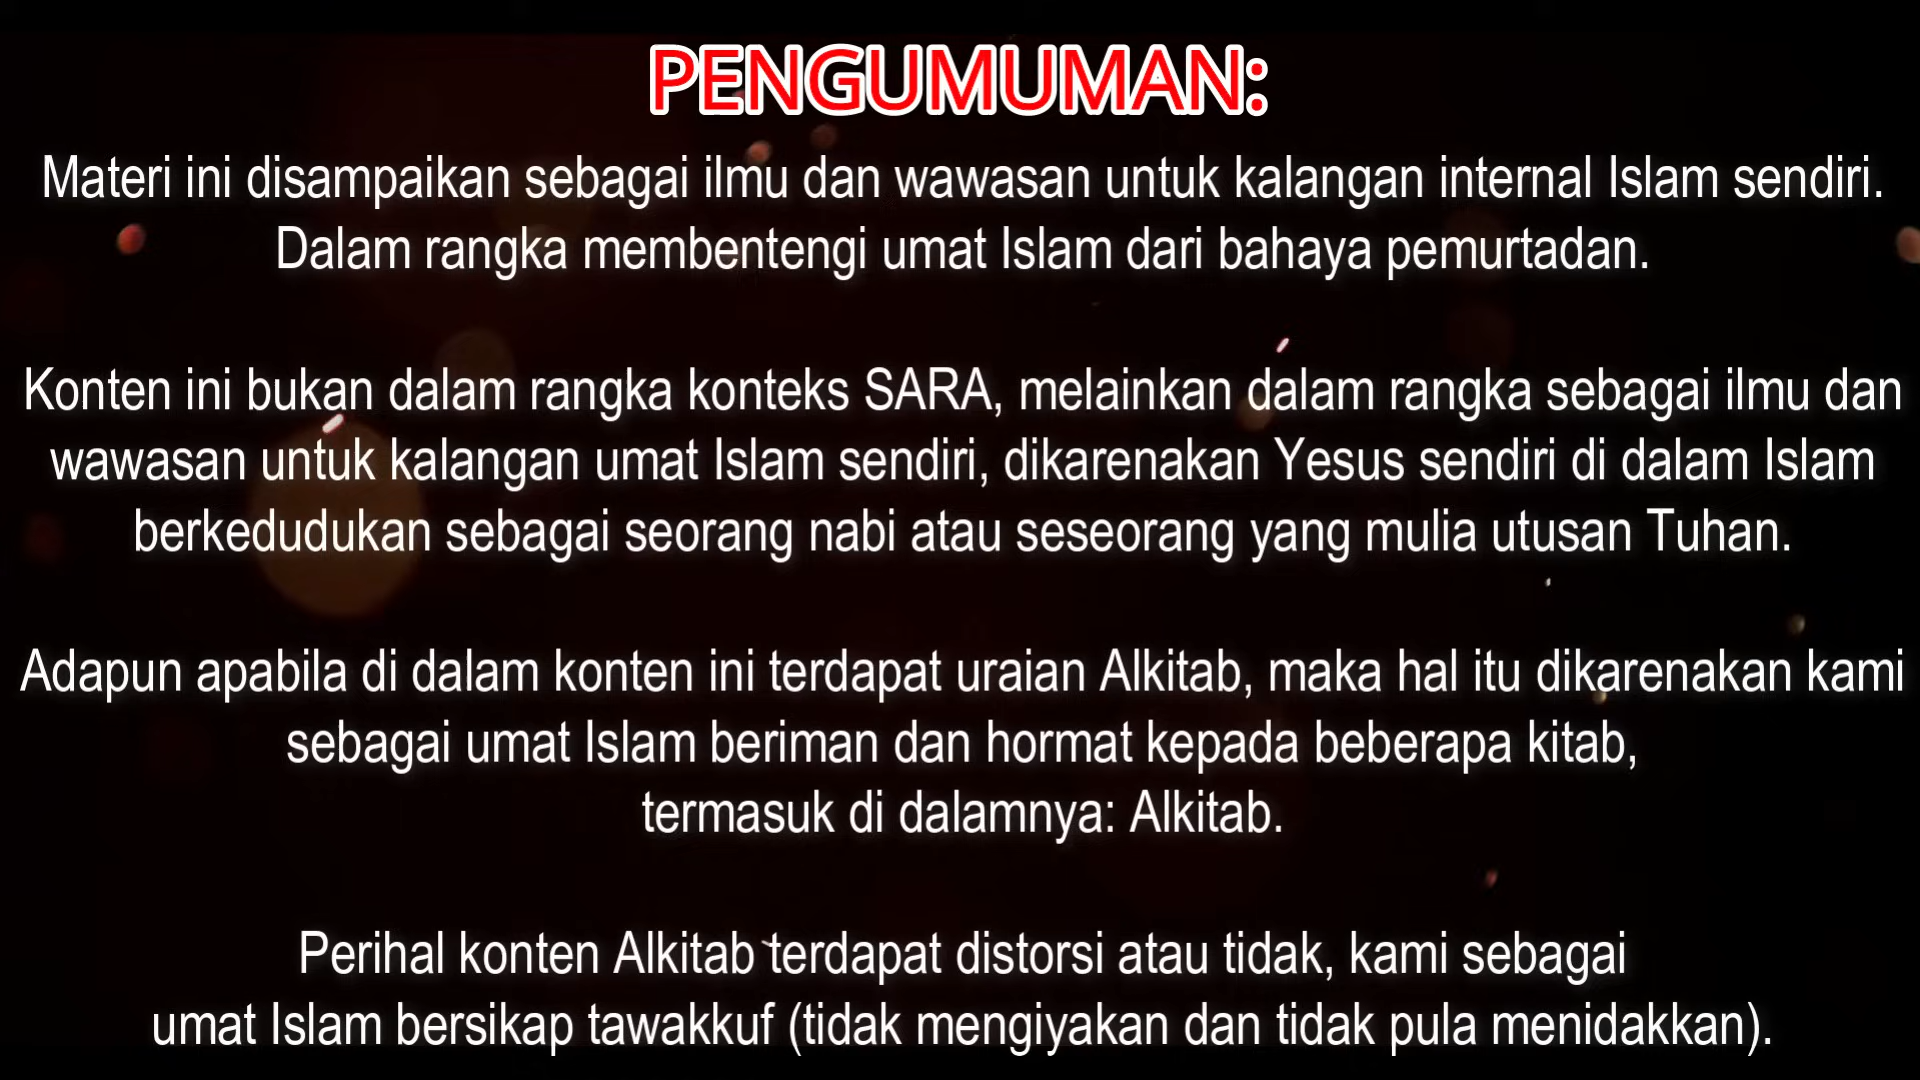 PENGUMUMAN:
Materi ini disampaikan sebagai ilmu dan wawasan untuk kalangan internal Islam sendiri.
Dalam rangka membentengi umat Islam dari bahaya pemurtadan.
Konten ini bukan dalam rangka konteks SARA, melainkan dalam rangka sebagai ilmu dan
wawasan untuk kalangan umat Islam sendiri, dikarenakan Yesus sendiri di dalam Islam
berkedudukan sebagai seorang nabi atau seseorang yang mulia utusan Tuhan.
Adapun apabila di dalam konten ini terdapat uraian Alkitab, maka hal itu dikarenakan kami
sebagai umat Islam beriman dan hormat kepada beberapa kitab,
termasuk di dalamnya: Alkitab.
Perihal konten Alkitab terdapat distorsi atau tidak, kami sebagai
umat Islam bersikap tawakkuf (tidak mengiyakan dan tidak pula menidakkan).